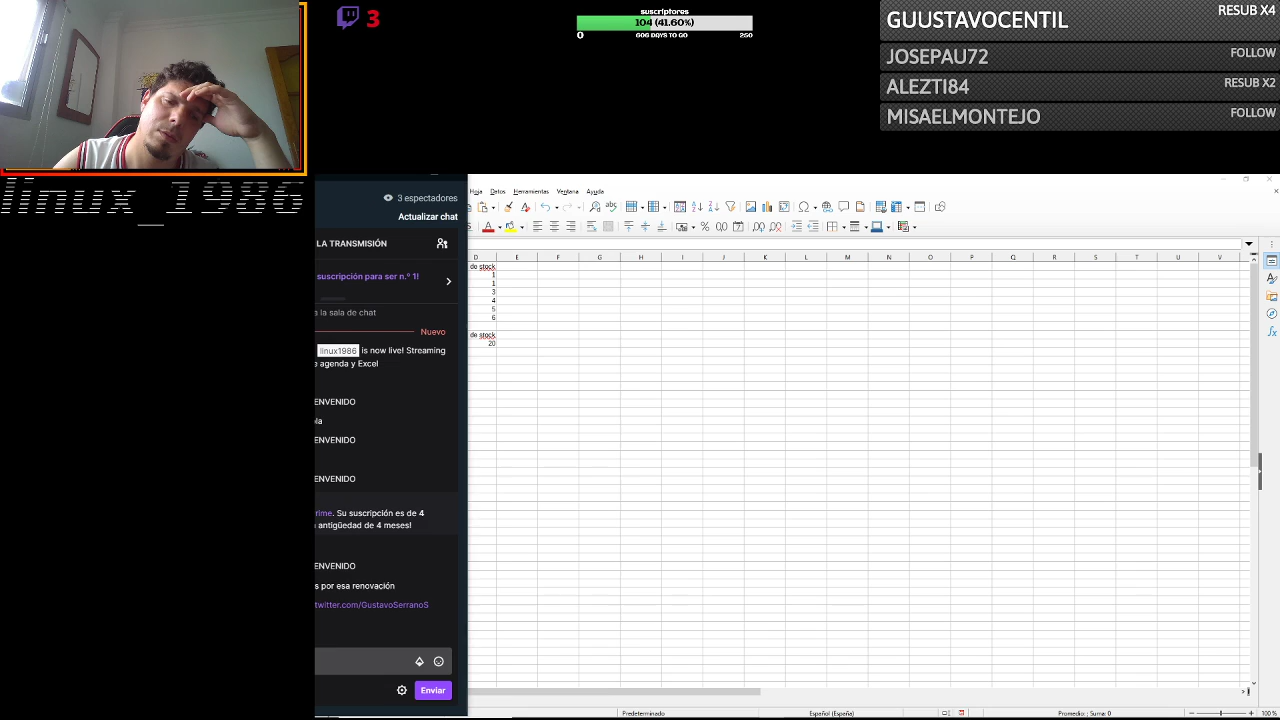 3
suscriptores
104 (41.60%)
0
606 DAYS TO GO
250
GUUSTAVOCENTIL
RESUB X4
JOSEPAU72
FOLLOW
ALEZTI84
RESUB X2
MISAELMONTEJO
FOLLOW
linux_1986
3 espectadores
Actualizar chat
LA TRANSMISIÓN
suscripción para ser n.º 1!
a la sala de chat
Nuevo
linux1986 is now live! Streaming
e agenda y Excel
ENVENIDO
ENVENIDO
ENVENIDO
rime. Su suscripción es de 4
antigüedad de 4 meses!
ENVENIDO
s por esa renovación
twitter.com/GustavoSerranoS
Enviar
Hoja Datos Herramientas Ventana Ayuda
D E F G H I J K L M N O P Q R S T U V
de stock
1
1
3
4
5
6
de stock
20
Predeterminado
Español (España)
Promedio: ; Suma: 0
100 %